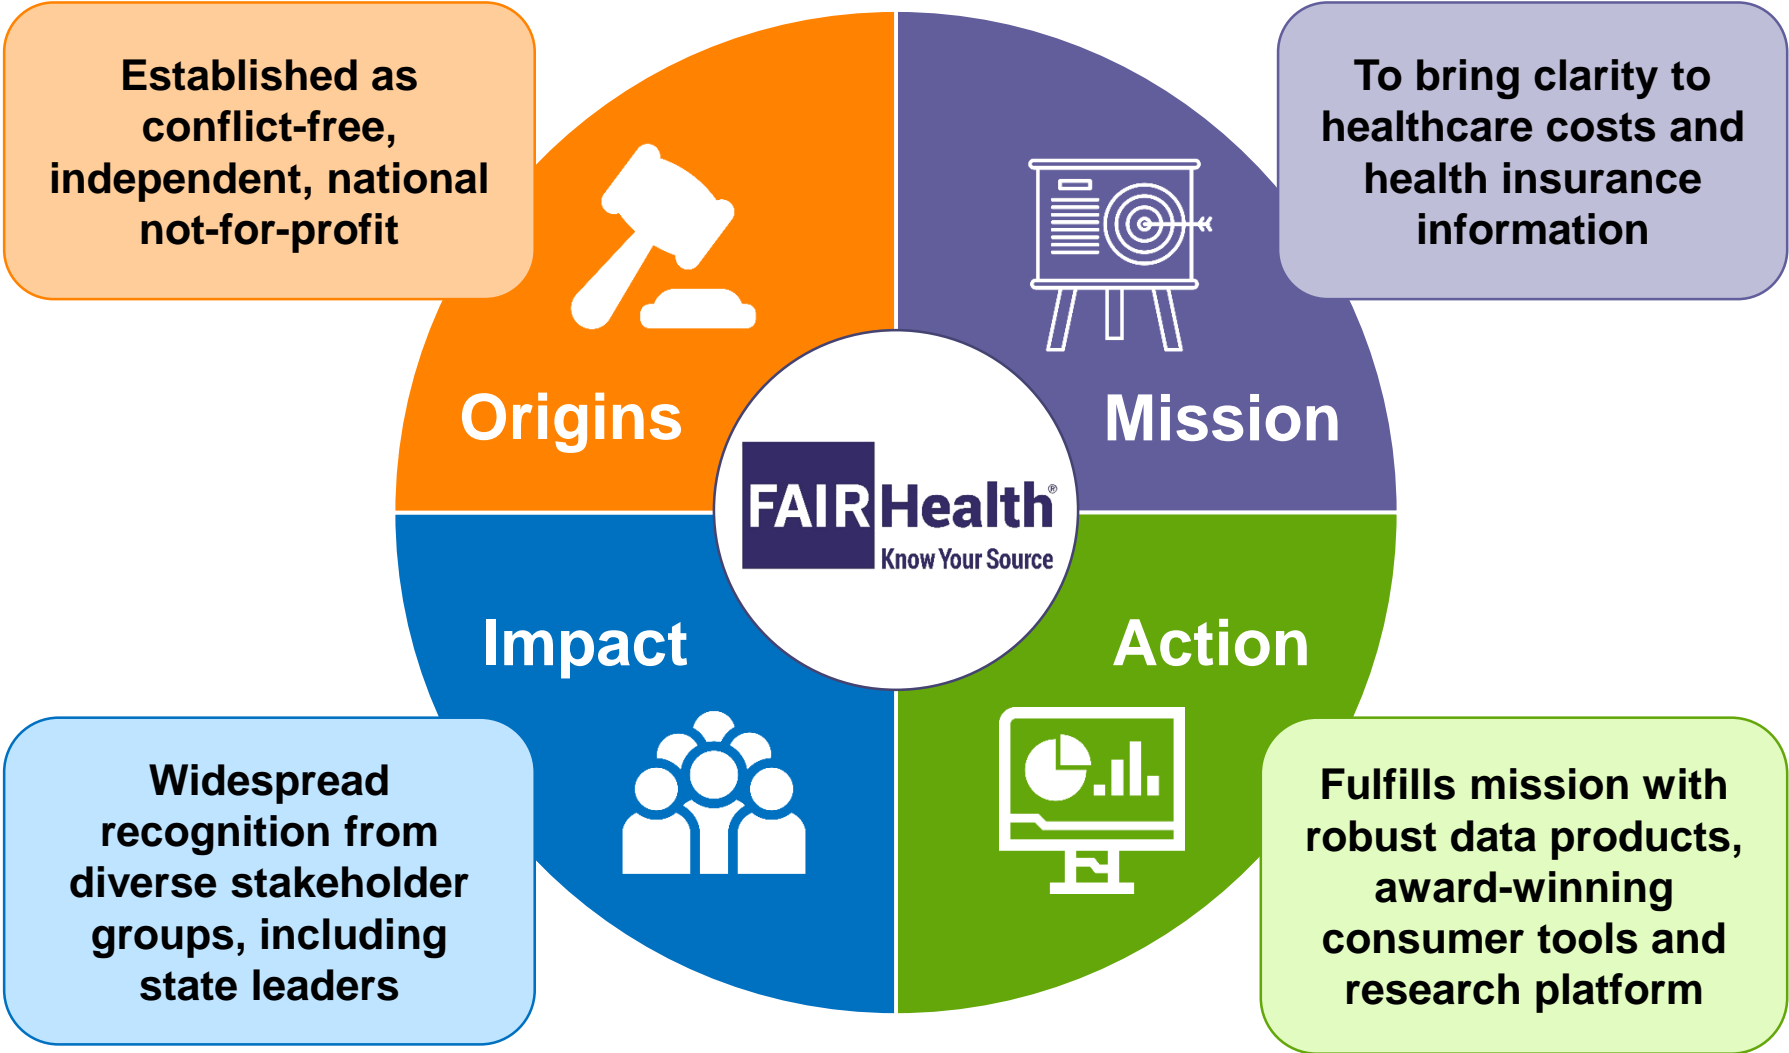 Established as
conflict-free,
independent, national
not-for-profit
Origins
To bring clarity to
healthcare costs and
health insurance
information
Mission
FAIR Health®
Know Your Source
Impact
Widespread
recognition from
diverse stakeholder
groups, including
state leaders
Action
Fulfills mission with
robust data products,
award-winning
consumer tools and
research platform